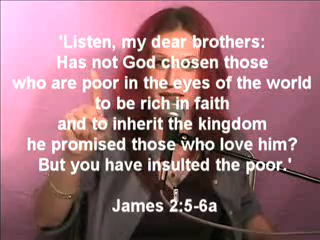 'Listen, my dear brothers:
Has not God chosen those
who are poor in the eyes of the world
to be rich in faith
and to inherit the kingdom
he promised those who love him?
But you have insulted the poor.'
James 2:5-6a